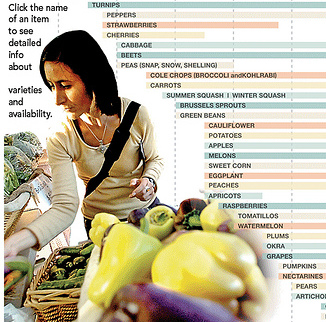 Click the name
of an item
to see
detailed
info
about
varieties
and
availability.
TURNIPS
PEPPERS
STRAWBERRIES
CHERRIES
CABBAGE
BEETS
PEAS (SNAP, SNOW, SHELLING)
COLE CROPS (BROCCOLI andKOHLRABI)
CARROTS
SUMMER SQUASH | WINTER SQUASH
BRUSSELS SPROUTS
GREEN BEANS
CAULIFLOWER
POTATOES
APPLES
MELONS
SWEET CORN
EGGPLANT
PEACHES
APRICOTS
RASPBERRIES
TOMATILLOS
WATERMELON
PLUMS
OKRA
GRAPES
PUMPKINS
NECTARINES
PEARS
ARTICHO